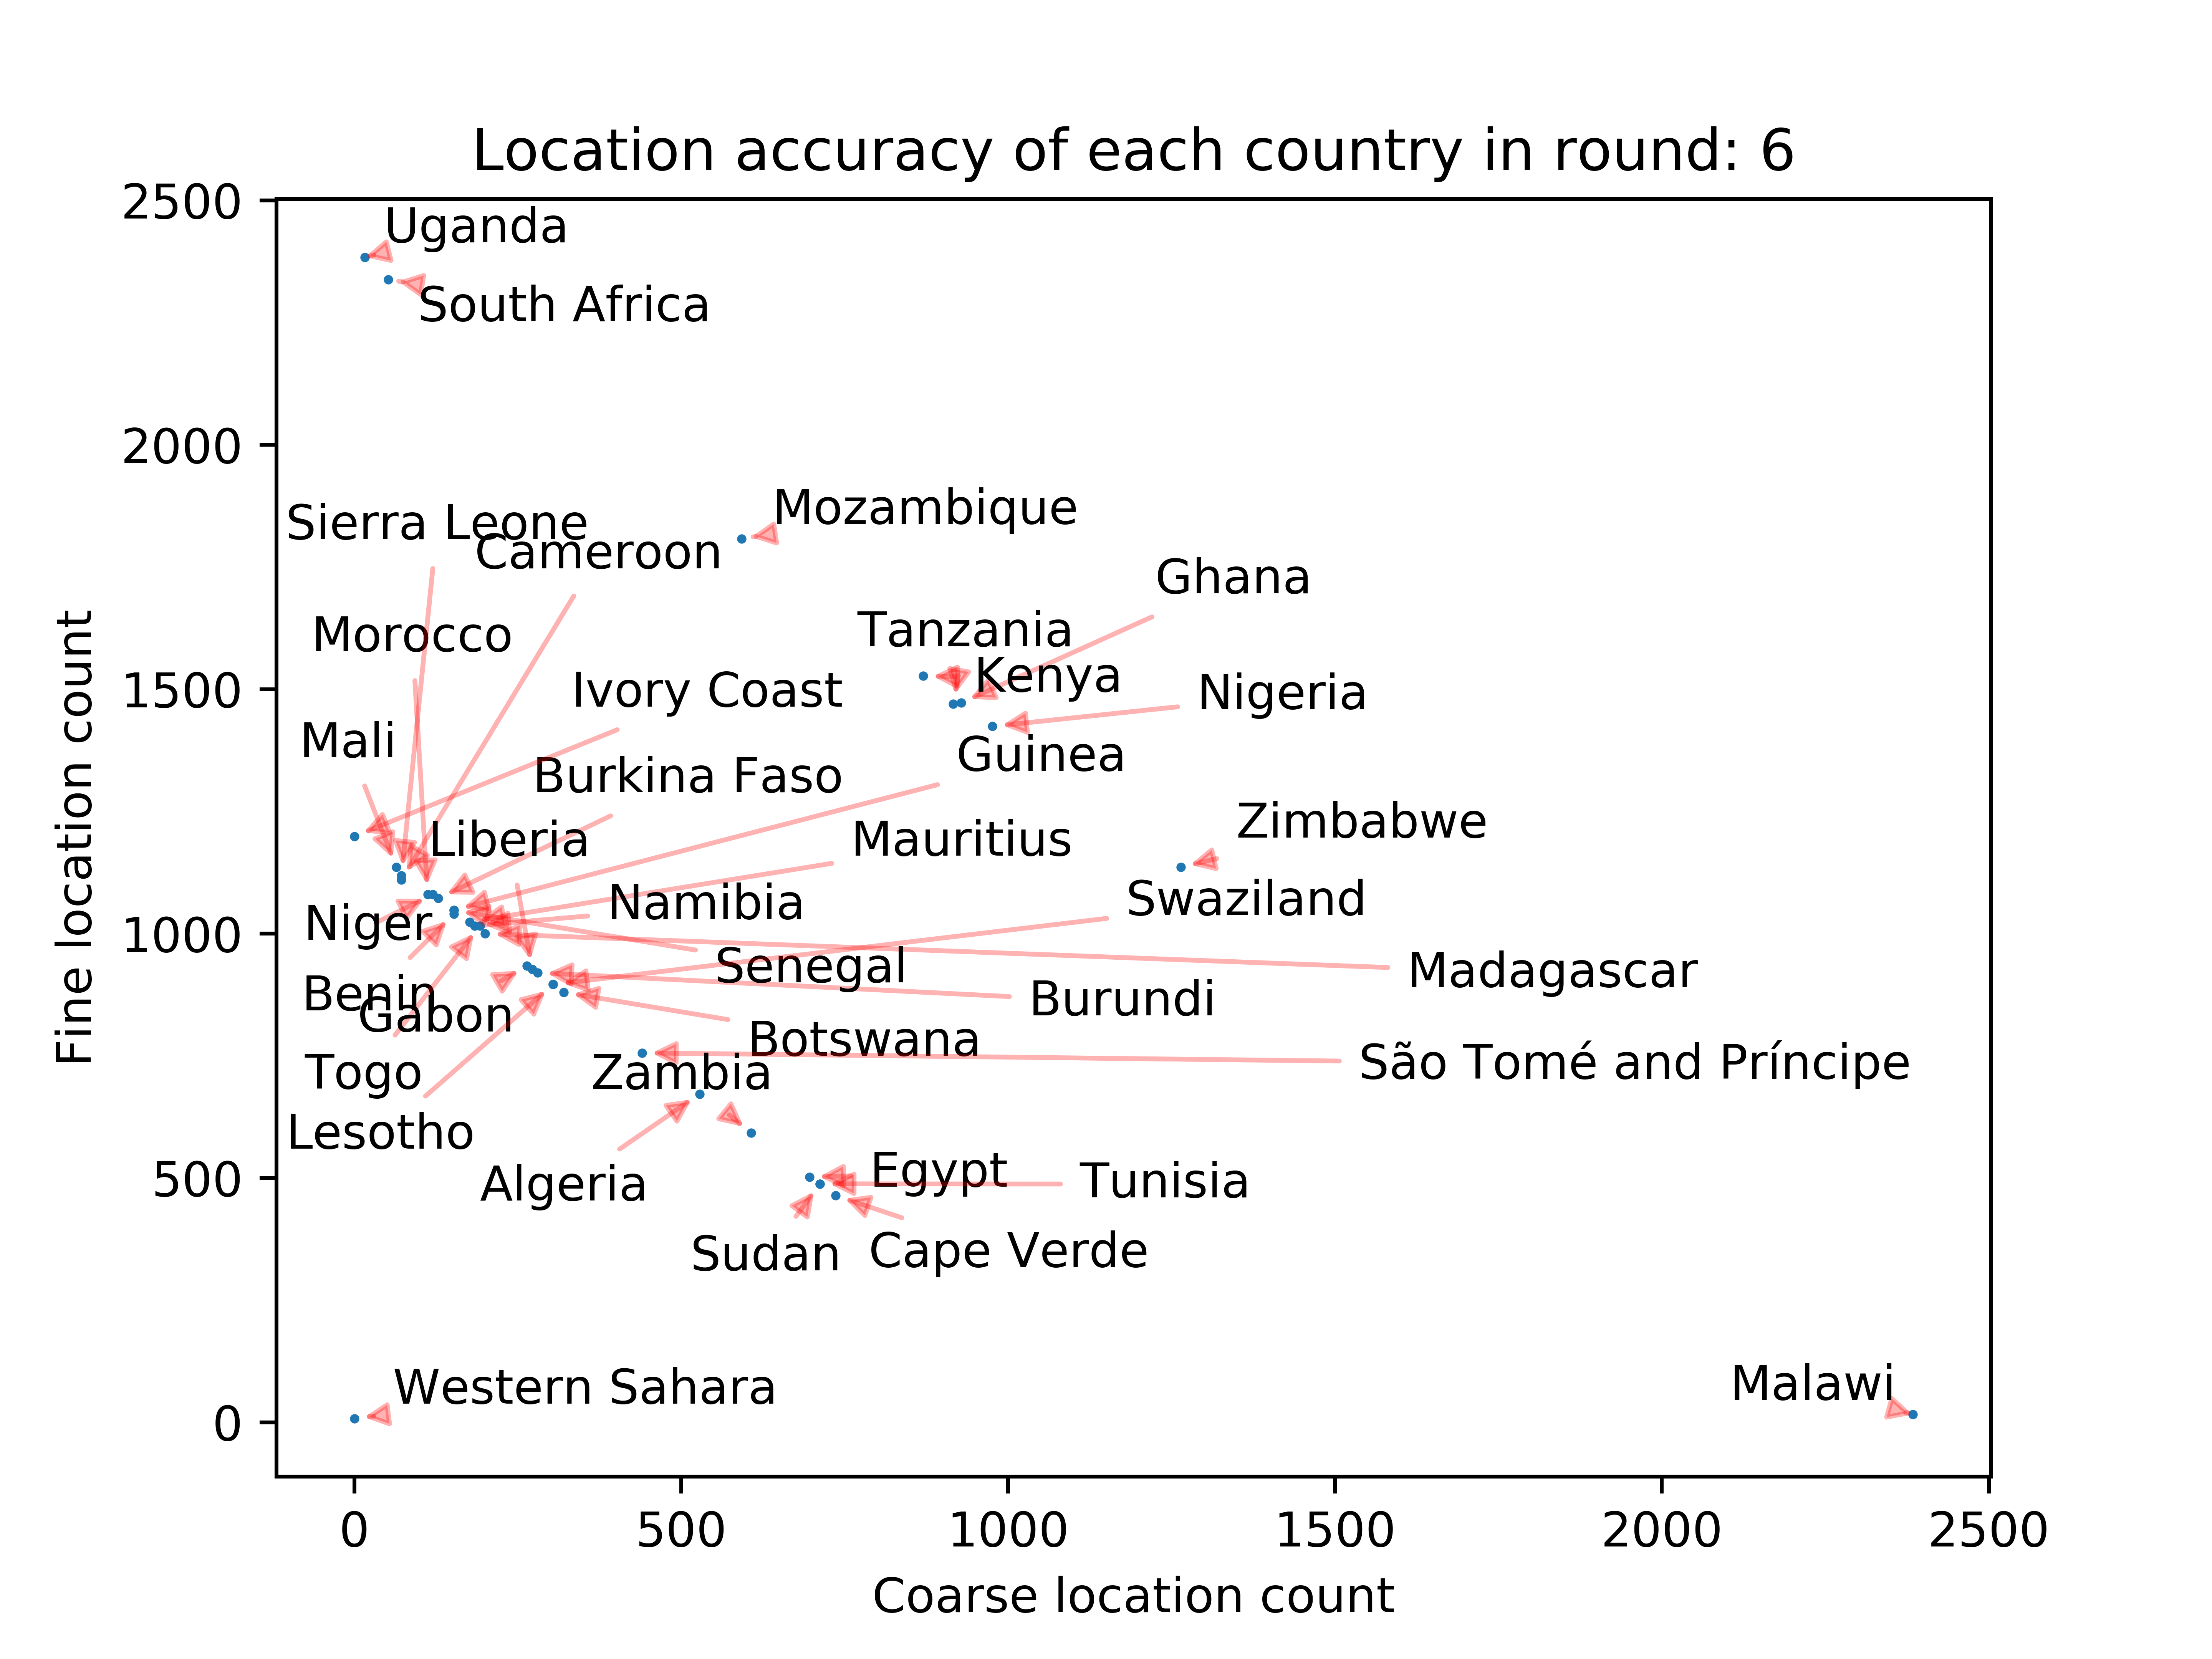 Location accuracy of each country in round: 6
2500
Uganda
South Africa
2000
Mozambique
Sierra Leone
Cameroon
Ghana
Morocco
Tanzania
Kenya
1500
Ivory Coast
Nigeria
Mali
Guinea
Burkina Faso
Zimbabwe
Liberia
Mauritius
Swaziland
Namibia
Niger
1000
Senegal
Madagascar
Benin
Burundi
Gabon
Botswana
São Tomé and Príncipe
Togo
Zambia
Lesotho
500
Algeria
Egypt
Tunisia
Sudan
Cape Verde
Western Sahara
Malawi
0
Fine location count
0
500
1000
1500
2000
2500
Coarse location count